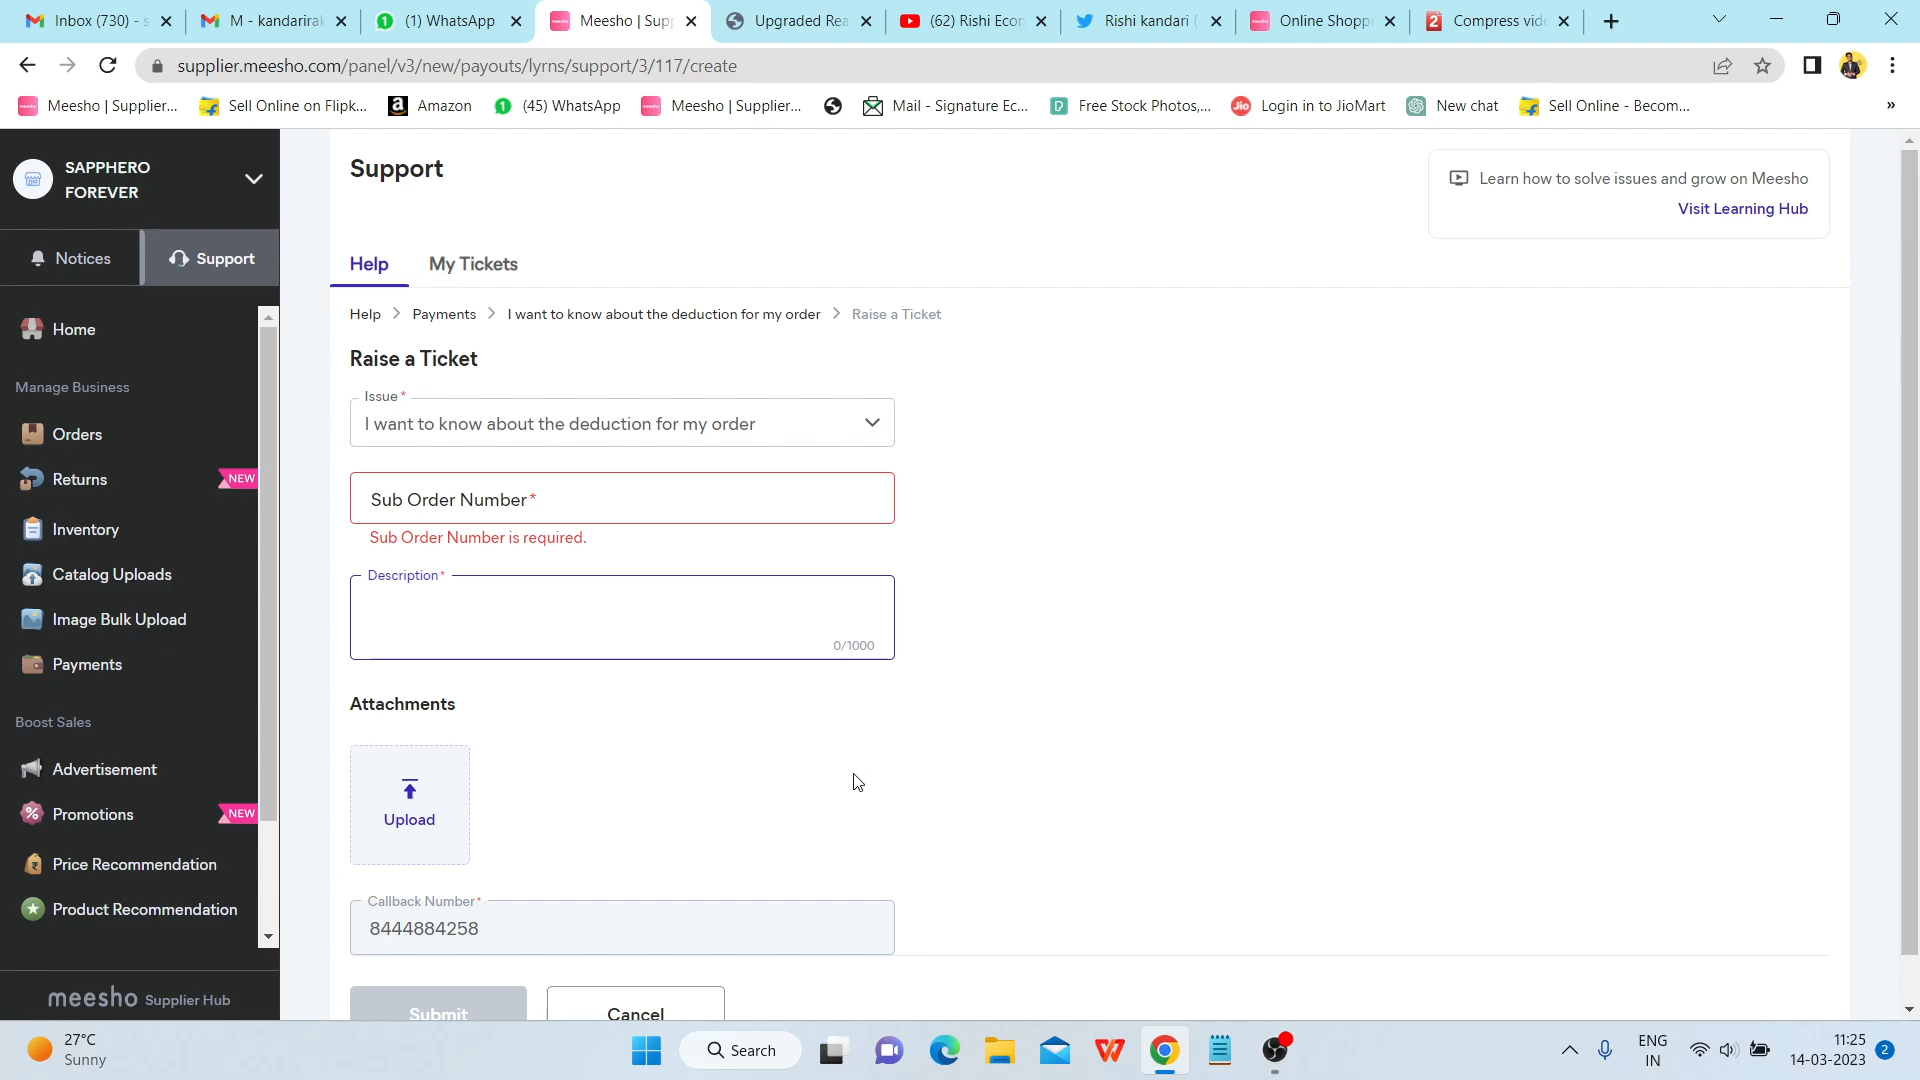 Inbox (730) - s
M - kandarirak
(1) WhatsApp
Meesho | Supp
Upgraded Rea
(62) Rishi Econ
Rishi kandari (
Online Shoppi
Compress vide
supplier.meesho.com/panel/v3/new/payouts/lyrns/support/3/117/create
Meesho | Supplier...
Sell Online on Flipk...
Amazon
(45) WhatsApp
Meesho | Supplier...
Mail - Signature Ec...
Free Stock Photos,...
Jio
Login in to JioMart
New chat
Sell Online - Becom...
»
SAPPHERO
FOREVER
Notices
Support
Home
Manage Business
Orders
Returns
NEW
Inventory
Catalog Uploads
Image Bulk Upload
Payments
Boost Sales
Advertisement
Promotions
NEW
Price Recommendation
Product Recommendation
meesho Supplier Hub
Support
Learn how to solve issues and grow on Meesho
Visit Learning Hub
Help
My Tickets
Help > Payments > I want to know about the deduction for my order > Raise a Ticket
Raise a Ticket
Issue *
I want to know about the deduction for my order
Sub Order Number *
Sub Order Number is required.
Description *
0/1000
Attachments
Upload
Callback Number *
8444884258
Submit
Cancel
27°C
Sunny
Search
ENG
IN
11:25
14-03-2023
2